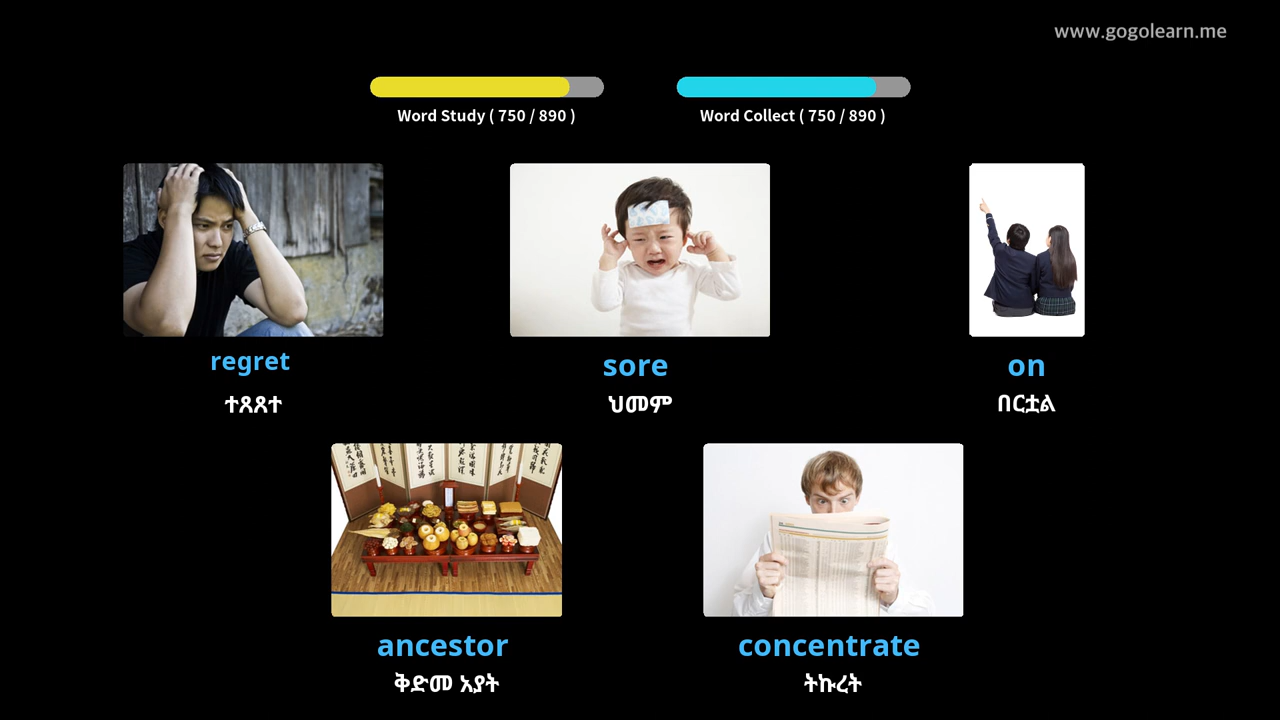 www.gogolearn.me
Word Study ( 750 / 890 )
Word Collect ( 750 / 890 )
regret
ተጸጸተ
sore
ህመም
on
በርቷል
ancestor
ቅድመ አያት
concentrate
ትኩረት